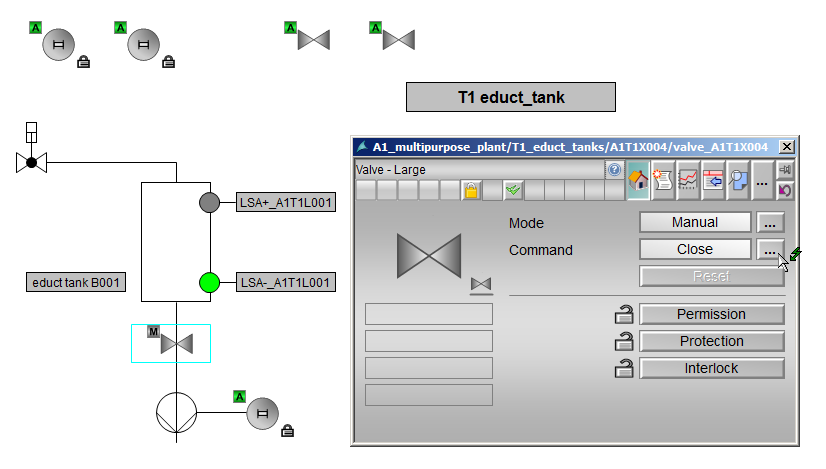 A
A
A
A
T1 educt_tank
A1_multipurpose_plant/T1_educt_tanks/A1T1X004/valve_A1T1X004
Valve - Large
...
LSA+_A1T1L001
Mode
Manual
...
Command
Close
...
educt tank B001
LSA-_A1T1L001
Reset
Permission
M
Protection
Interlock
A